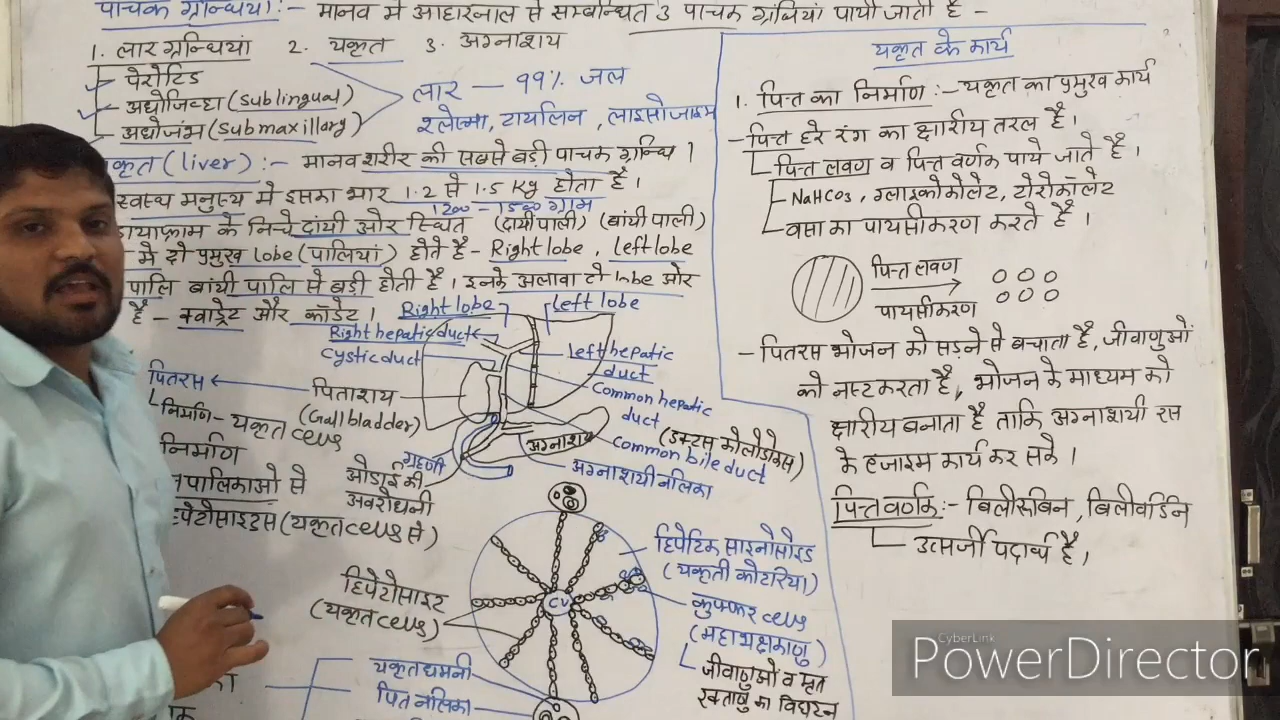 पाचक ग्रन्थियां :- मानव में आहारनाल से सम्बन्धित 3 पाचक ग्रंथियां पायी जाती है -
1. लार ग्रन्थियां 2. यकृत 3. अग्नाशय
पेरोटिड
अधोजिव्हा (sublingual)
अधोजंभ (submaxillary)
लार — 99% जल
श्लेष्मा, टायलिन, लाइसोजाइम
कृत (liver) :- मानव शरीर की सबसे बड़ी पाचक ग्रन्थि।
स्वस्थ मनुष्य में इसका भार 1.2 से 1.5 Kg होता है।
1200 - 1500 ग्राम
डायाफ्राम के निचे दांयी ओर स्थित (दायीं पाली) (बांयी पाली)
में दो प्रमुख Lobe (पालियां) होते है - Right lobe, Left lobe
पालि बांयी पालि से बड़ी होती है। इनके अलावा दो lobe ओर
है - क्वाड्रेट और कॉडेट।
Right lobe
Left lobe
Right hepatic duct
cystic duct
Left hepatic
duct
Common hepatic
duct
पितरस
पिताशय
(Gall bladder)
निर्माण - यकृत cells
निर्माण
पालिकाओ से
हिपेटोसाइट्स (यकृत cells से)
ग्रहणी
ओडाई की
अवरोधनी
अग्नाशय
(डक्ट्स कोलीडोकस)
common bile duct
अग्नाशयी नलिका
CV
हिपेटिक साइनोसोइड
(यकृती कोटरिया)
हिपेटोसाइट
(यकृत cells)
कुफ्फर cells
(महाभक्षकाणु)
जीवाणुओं व मृत
रक्ताणु का विघटन
यकृत धमनी
पित नलिका
यकृत के कार्य
1. पित्त का निर्माण :- यकृत का प्रमुख कार्य
- पित्त हरे रंग का क्षारीय तरल है।
पित्त लवण व पित्त वर्णक पाये जाते है।
NaHCO3, ग्लाइकोकोलेट, टोरोकॉलेट
वसा का पायसीकरण करते है।
पित्त लवण
पायसीकरण
- पितरस भोजन को सड़ने से बचाता है, जीवाणुओं
को नष्ट करता है, भोजन के माध्यम को
क्षारीय बनाता है ताकि अग्नाशयी रस
के एंजाइम कार्य कर सके।
पित्त वर्णक :- बिलीरूबिन, बिलीवर्डिन
उत्सर्जी पदार्थ है,
CyberLink
PowerDirector